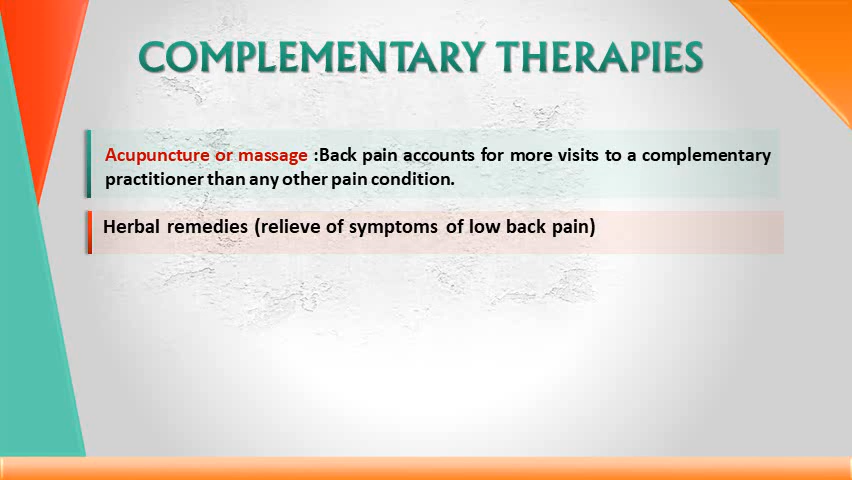 COMPLEMENTARY THERAPIES
Acupuncture or massage :Back pain accounts for more visits to a complementary
practitioner than any other pain condition.
Herbal remedies (relieve of symptoms of low back pain)